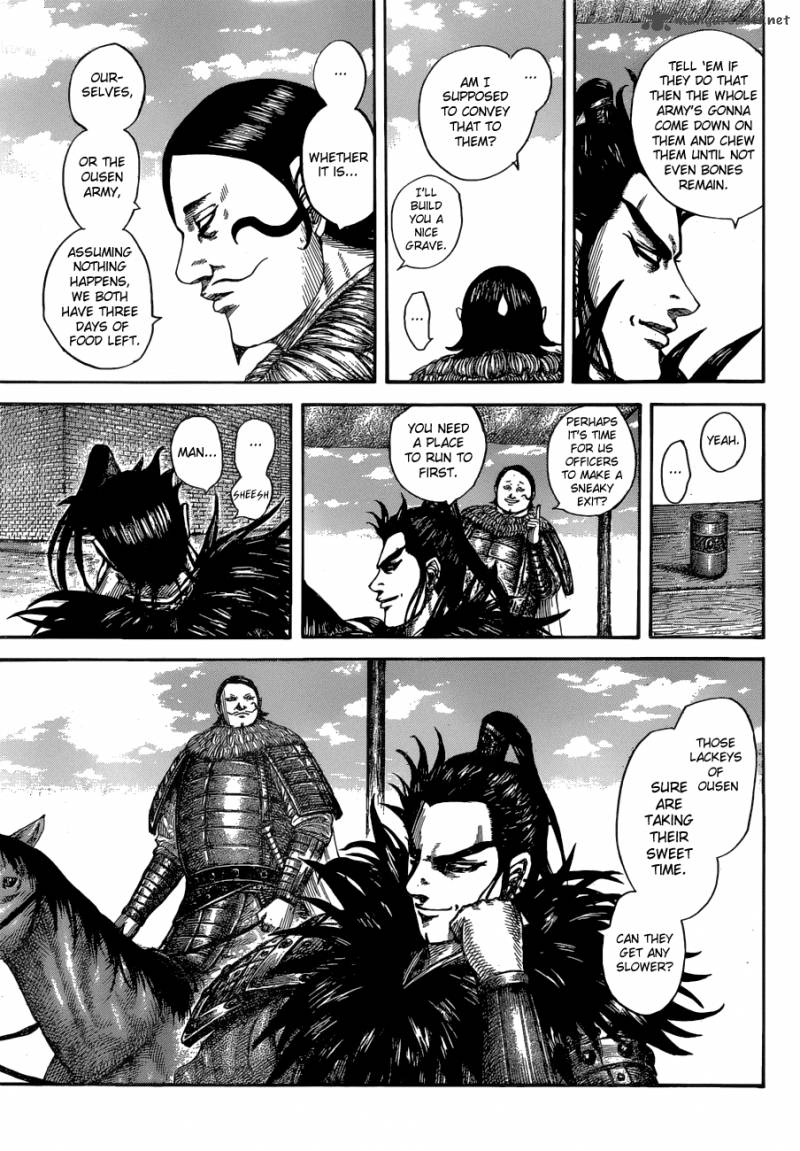 TELL 'EM IF
THEY DO THAT
THEN THE WHOLE
ARMY'S GONNA
COME DOWN ON
THEM AND CHEW
THEM UNTIL NOT
EVEN BONES
REMAIN.
...
AM I
SUPPOSED
TO CONVEY
THAT TO
THEM?
I'LL
BUILD YOU
A NICE
GRAVE.
...
...
WHETHER
IT IS...
OUR-
SELVES,
OR THE
OUSEN
ARMY,
ASSUMING
NOTHING
HAPPENS,
WE BOTH
HAVE THREE
DAYS OF
FOOD LEFT.
YEAH.
...
PERHAPS
IT'S TIME
FOR US
OFFICERS
TO MAKE A
SNEAKY
EXIT?
YOU NEED
A PLACE
TO RUN TO
FIRST.
...
SHEESH
MAN...
THOSE
LACKEYS
OF
OUSEN
SURE
ARE
TAKING
THEIR
SWEET
TIME.
CAN THEY
GET ANY
SLOWER?